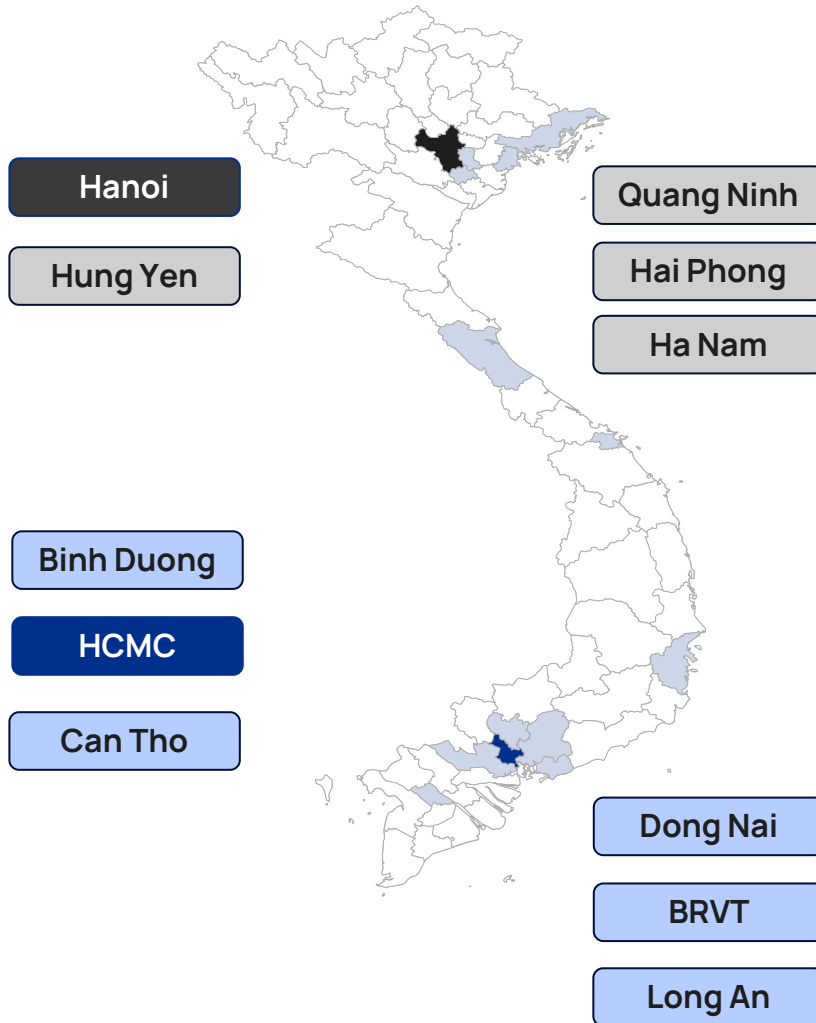 Hanoi
Hung Yen
Quang Ninh
Hai Phong
Ha Nam
Binh Duong
HCMC
Can Tho
Dong Nai
BRVT
Long An